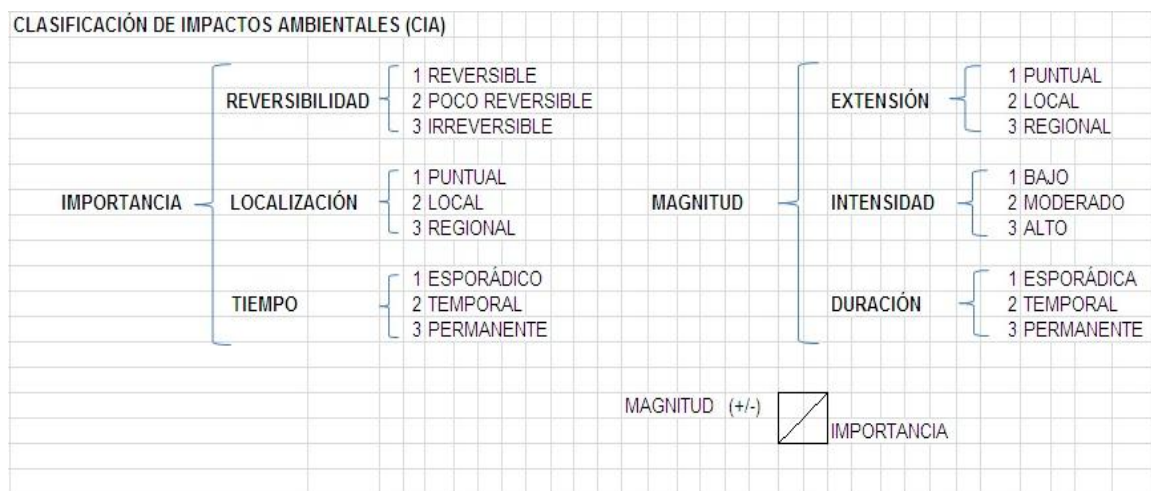 CLASIFICACIÓN DE IMPACTOS AMBIENTALES (CIA)
IMPORTANCIA
REVERSIBILIDAD
1 REVERSIBLE
2 POCO REVERSIBLE
3 IRREVERSIBLE
LOCALIZACIÓN
1 PUNTUAL
2 LOCAL
3 REGIONAL
TIEMPO
1 ESPORÁDICO
2 TEMPORAL
3 PERMANENTE
MAGNITUD
EXTENSIÓN
1 PUNTUAL
2 LOCAL
3 REGIONAL
INTENSIDAD
1 BAJO
2 MODERADO
3 ALTO
DURACIÓN
1 ESPORÁDICA
2 TEMPORAL
3 PERMANENTE
MAGNITUD (+/-)
IMPORTANCIA